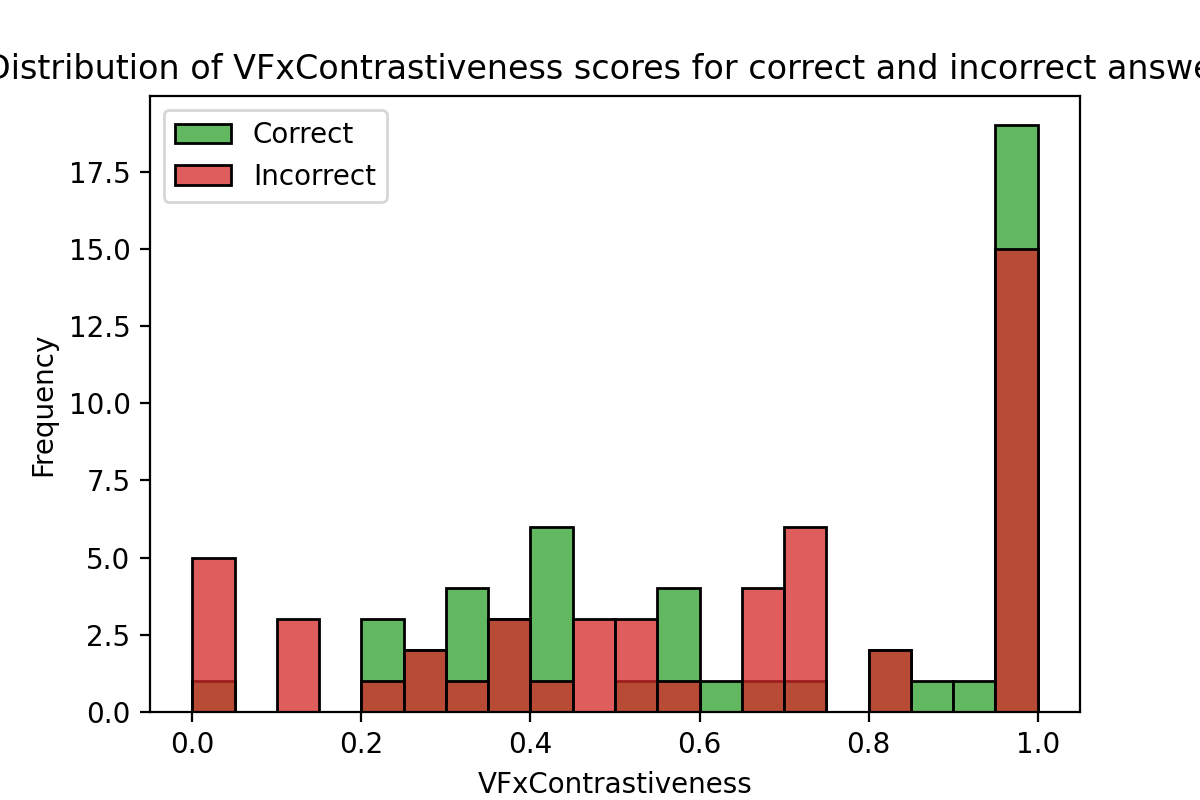 Distribution of VFxContrastiveness scores for correct and incorrect answe
Correct
Incorrect
17.5
15.0
12.5
10.0
7.5
5.0
2.5
0.0
Frequency
0.0 0.2 0.4 0.6 0.8 1.0
VFxContrastiveness